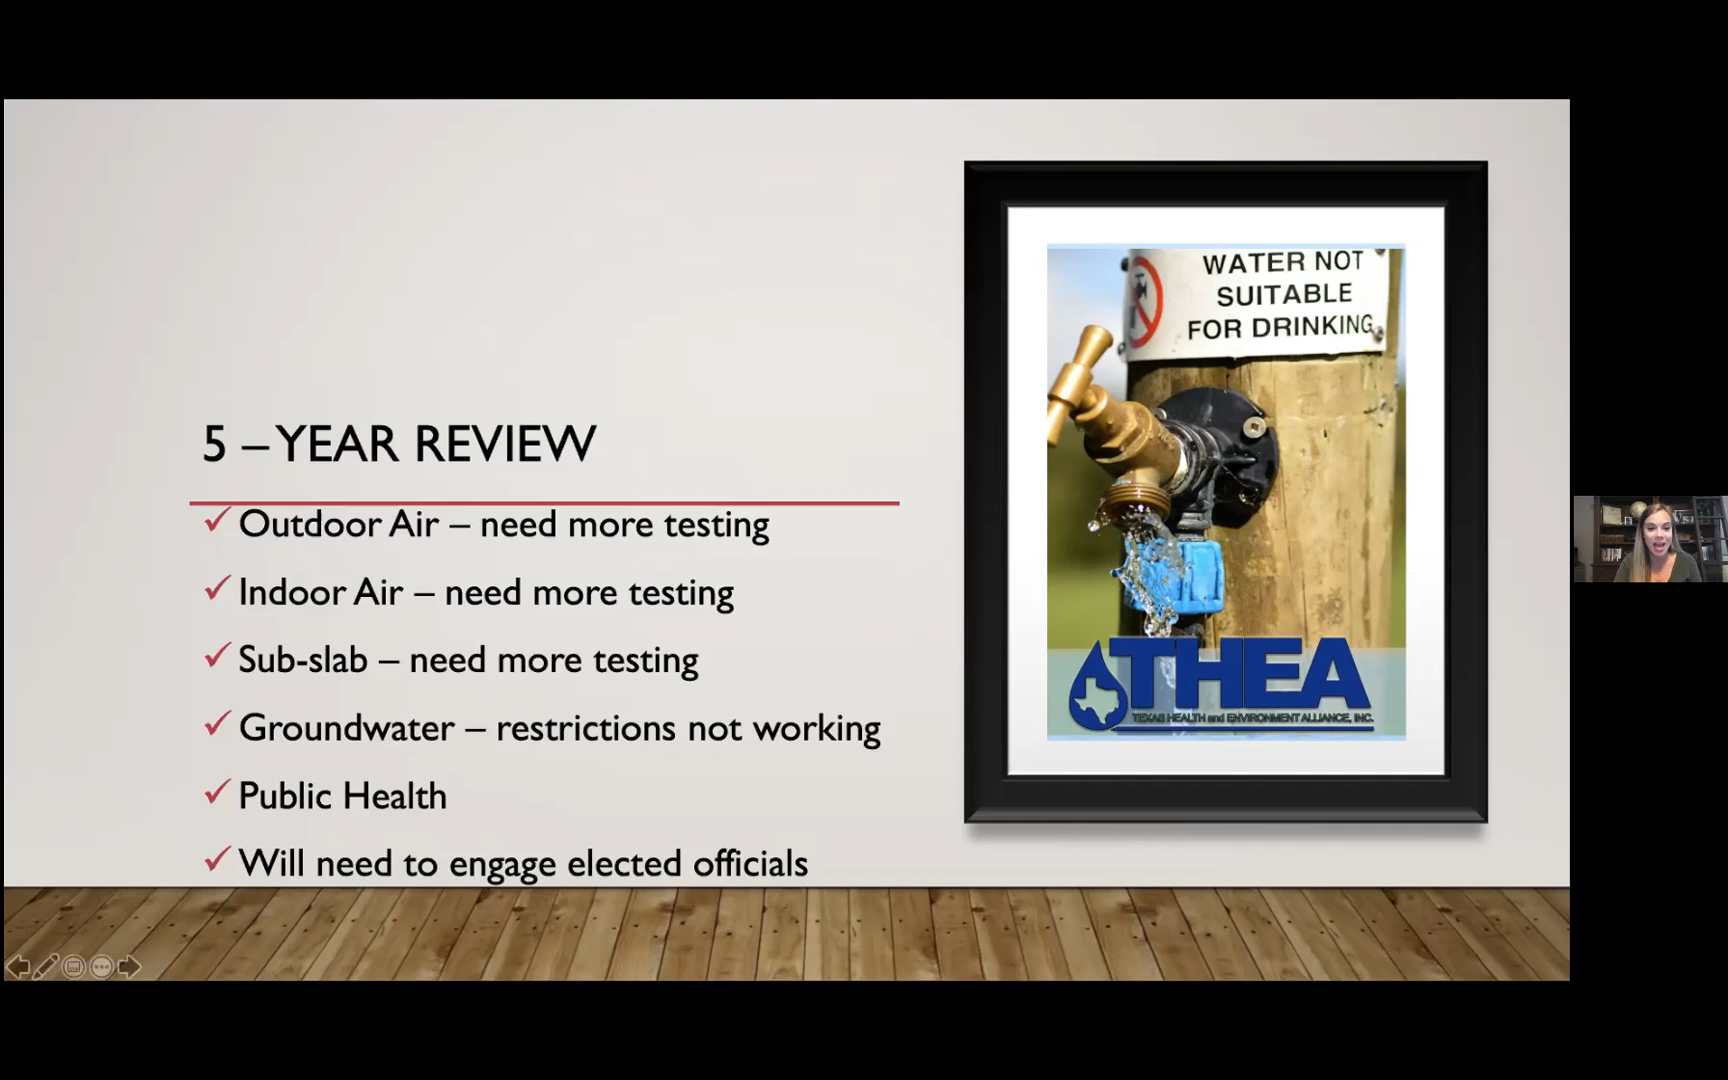 5 – YEAR REVIEW
✓ Outdoor Air – need more testing
✓ Indoor Air – need more testing
✓ Sub-slab – need more testing
✓ Groundwater – restrictions not working
✓ Public Health
✓ Will need to engage elected officials
WATER NOT
SUITABLE
FOR DRINKING
THEA
TEXAS HEALTH and ENVIRONMENT ALLIANCE, INC.